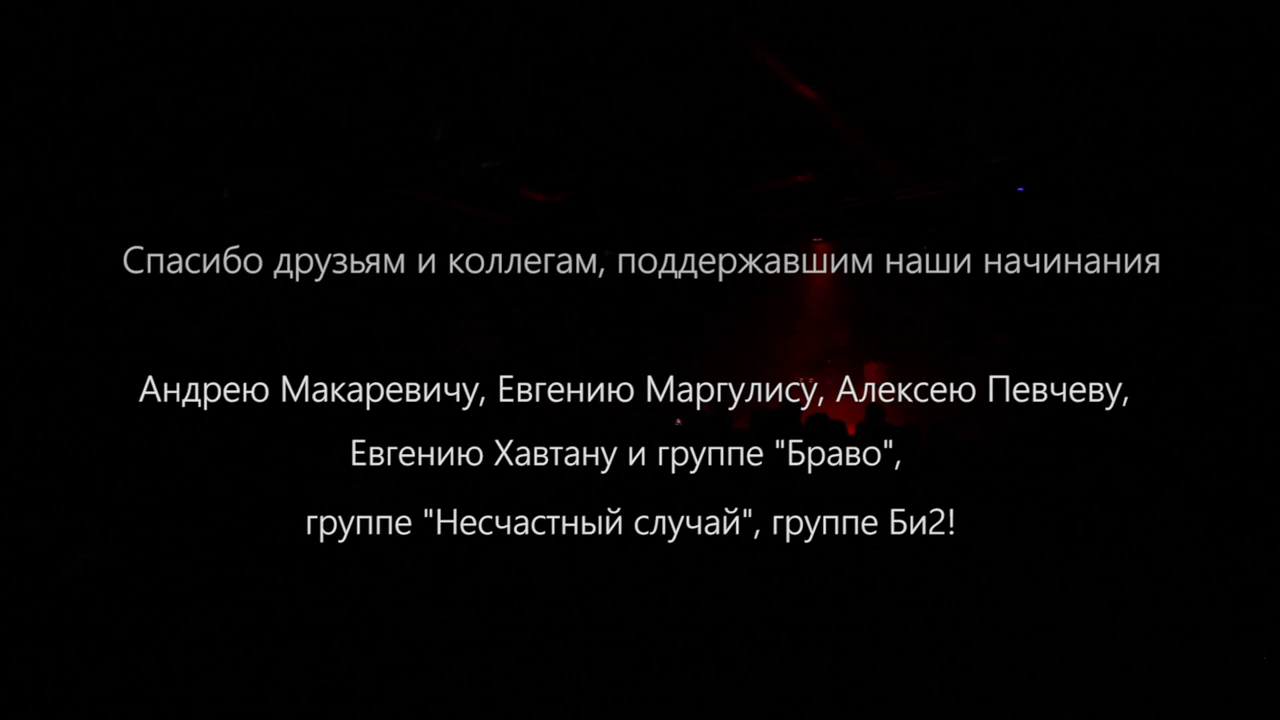 Спасибо друзьям и коллегам, поддержавшим наши начинания
Андрею Макаревичу, Евгению Маргулису, Алексею Певчеву,
Евгению Хавтану и группе "Браво",
группе "Несчастный случай", группе Би2!